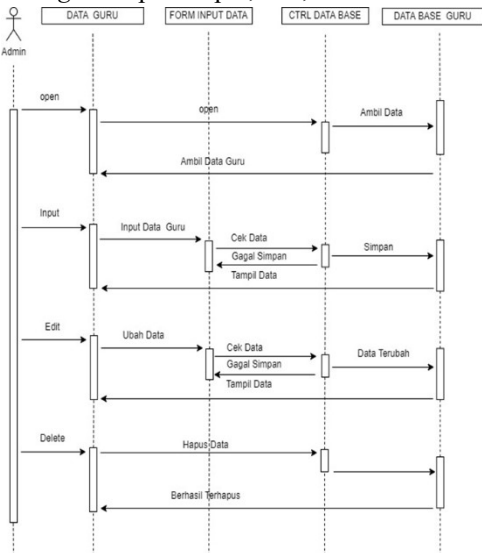 DATA GURU
FORM INPUT DATA
CTRL DATA BASE
DATA BASE GURU
Admin
open
open
Ambil Data
Ambil Data Guru
Input
Input Data Guru
Cek Data
Gagal Simpan
Simpan
Tampil Data
Edit
Ubah Data
Cek Data
Gagal Simpan
Data Terubah
Tampil Data
Delete
Hapus Data
Berhasil Terhapus